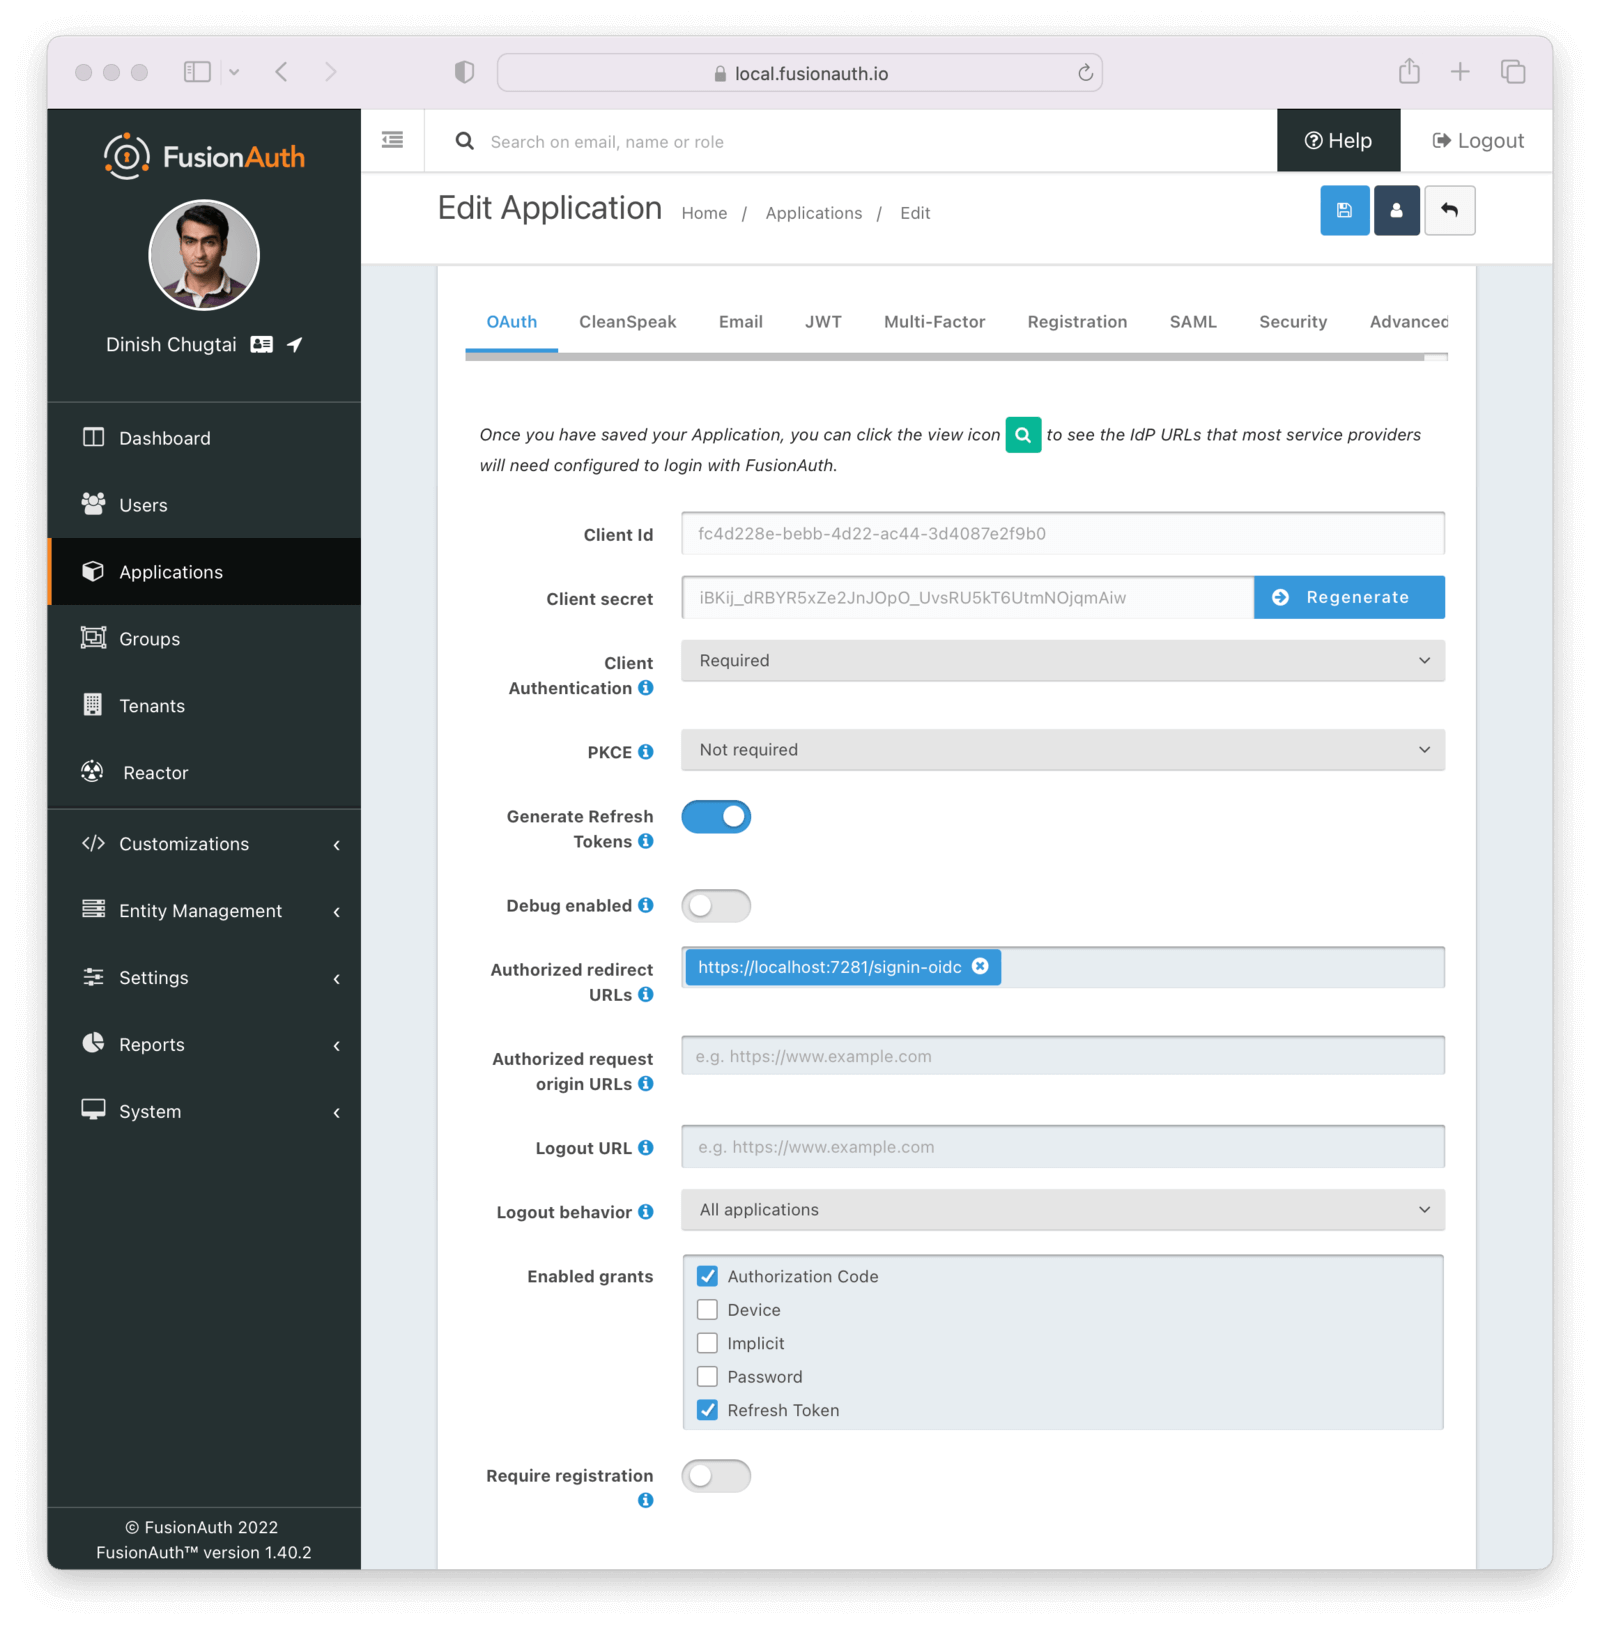 local.fusionauth.io
FusionAuth
Search on email, name or role
Help
Logout
Edit Application
Home / Applications / Edit
Dinish Chugtai
Dashboard
Users
Applications
Groups
Tenants
Reactor
Customizations
Entity Management
Settings
Reports
System
© FusionAuth 2022
FusionAuth™ version 1.40.2
OAuth CleanSpeak Email JWT Multi-Factor Registration SAML Security Advanced
Once you have saved your Application, you can click the view icon to see the IdP URLs that most service providers
will need configured to login with FusionAuth.
Client Id
fc4d228e-bebb-4d22-ac44-3d4087e2f9b0
Client secret
iBKij_dRBYR5xZe2JnJOpO_UvsRU5kT6UtmNOjqmAiw
Regenerate
Client
Authentication
Required
PKCE
Not required
Generate Refresh
Tokens
Debug enabled
Authorized redirect
URLs
https://localhost:7281/signin-oidc
Authorized request
origin URLs
e.g. https://www.example.com
Logout URL
e.g. https://www.example.com
Logout behavior
All applications
Enabled grants
Authorization Code
Device
Implicit
Password
Refresh Token
Require registration